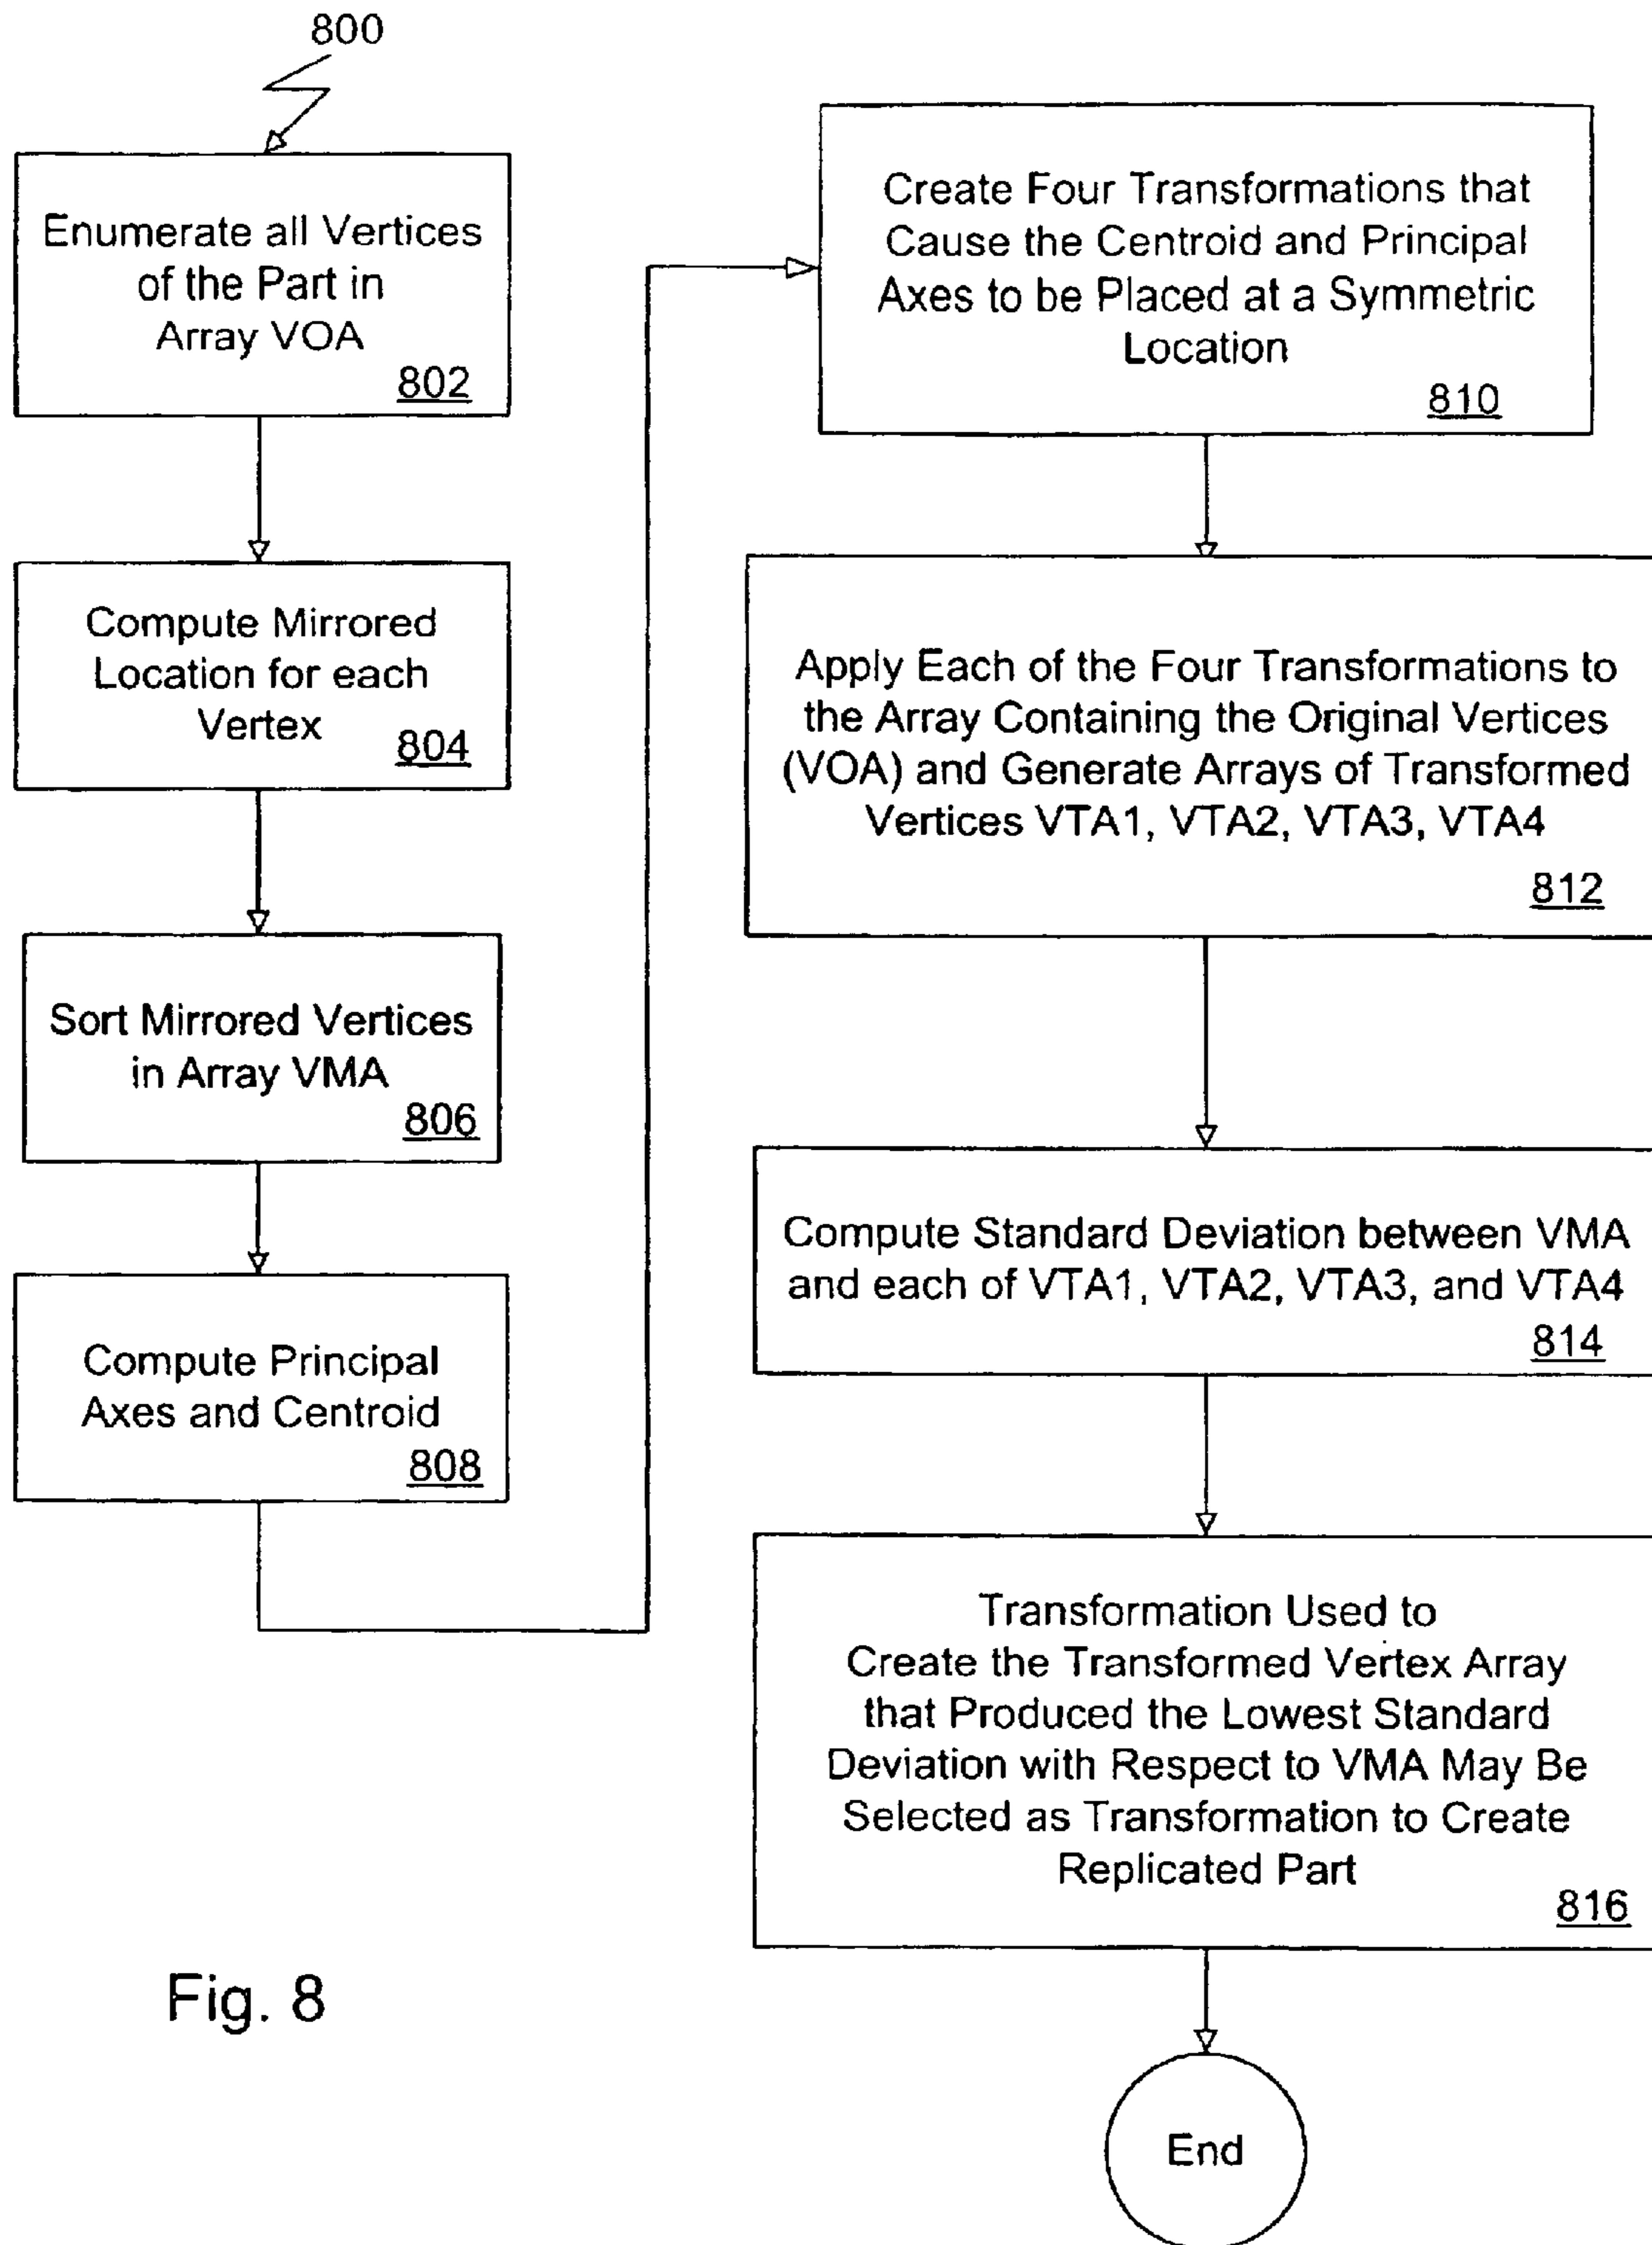 800
Enumerate all Vertices
of the Part in
Array VOA
802
Compute Mirrored
Location for each
Vertex
804
Sort Mirrored Vertices
in Array VMA
806
Compute Principal
Axes and Centroid
808
Create Four Transformations that
Cause the Centroid and Principal
Axes to be Placed at a Symmetric
Location
810
Apply Each of the Four Transformations to
the Array Containing the Original Vertices
(VOA) and Generate Arrays of Transformed
Vertices VTA1, VTA2, VTA3, VTA4
812
Compute Standard Deviation between VMA
and each of VTA1, VTA2, VTA3, and VTA4
814
Transformation Used to
Create the Transformed Vertex Array
that Produced the Lowest Standard
Deviation with Respect to VMA May Be
Selected as Transformation to Create
Replicated Part
816
End
Fig. 8